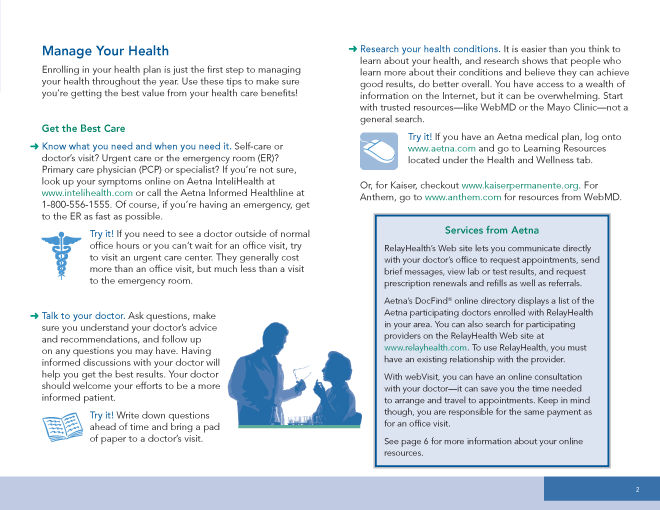 Manage Your Health
Enrolling in your health plan is just the first step to managing
your health throughout the year. Use these tips to make sure
you're getting the best value from your health care benefits!
Get the Best Care
➜ Know what you need and when you need it. Self-care or
doctor's visit? Urgent care or the emergency room (ER)?
Primary care physician (PCP) or specialist? If you're not sure,
look up your symptoms online on Aetna InteliHealth at
www.intelihealth.com or call the Aetna Informed Healthline at
1-800-556-1555. Of course, if you're having an emergency, get
to the ER as fast as possible.
Try it! If you need to see a doctor outside of normal
office hours or you can't wait for an office visit, try
to visit an urgent care center. They generally cost
more than an office visit, but much less than a visit
to the emergency room.
➜ Talk to your doctor. Ask questions, make
sure you understand your doctor's advice
and recommendations, and follow up
on any questions you may have. Having
informed discussions with your doctor will
help you get the best results. Your doctor
should welcome your efforts to be a more
informed patient.
Try it! Write down questions
ahead of time and bring a pad
of paper to a doctor's visit.
➜ Research your health conditions. It is easier than you think to
learn about your health, and research shows that people who
learn more about their conditions and believe they can achieve
good results, do better overall. You have access to a wealth of
information on the Internet, but it can be overwhelming. Start
with trusted resources—like WebMD or the Mayo Clinic—not a
general search.
Try it! If you have an Aetna medical plan, log onto
www.aetna.com and go to Learning Resources
located under the Health and Wellness tab.
Or, for Kaiser, checkout www.kaiserpermanente.org. For
Anthem, go to www.anthem.com for resources from WebMD.
Services from Aetna
RelayHealth's Web site lets you communicate directly
with your doctor's office to request appointments, send
brief messages, view lab or test results, and request
prescription renewals and refills as well as referrals.
Aetna's DocFind® online directory displays a list of the
Aetna participating doctors enrolled with RelayHealth
in your area. You can also search for participating
providers on the RelayHealth Web site at
www.relayhealth.com. To use RelayHealth, you must
have an existing relationship with the provider.
With webVisit, you can have an online consultation
with your doctor—it can save you the time needed
to arrange and travel to appointments. Keep in mind
though, you are responsible for the same payment as
for an office visit.
See page 6 for more information about your online
resources.
2